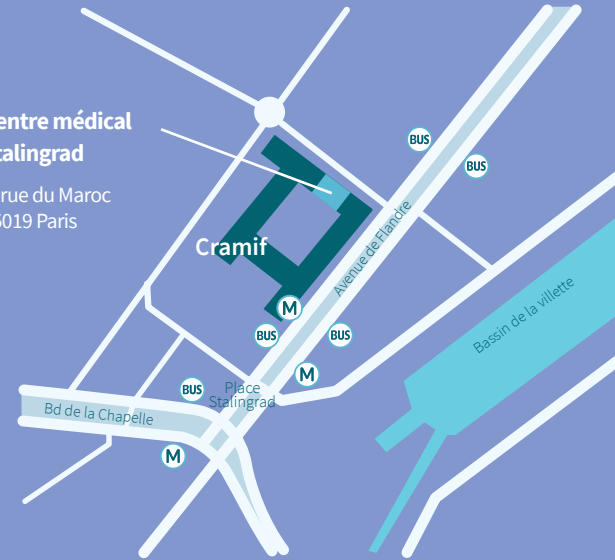 entre médical
talingrad
rue du Maroc
5019 Paris
Cramif
BUS
BUS
Avenue de Flandre
Bassin de la villette
M
BUS
BUS
M
BUS
Place
Stalingrad
Bd de la Chapelle
M